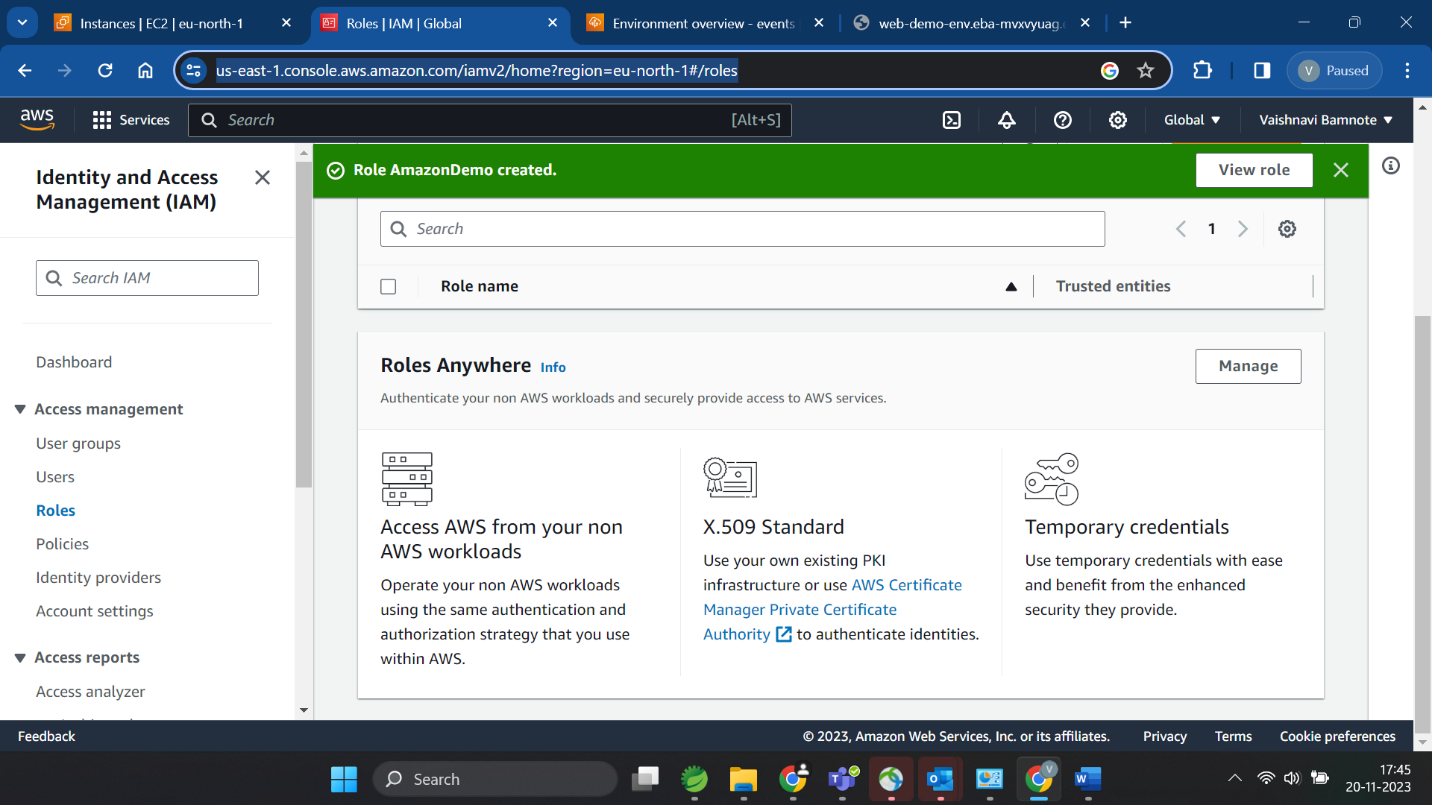 Instances | EC2 | eu-north-1
Roles | IAM | Global
Environment overview - events
web-demo-env.eba-mvxvyuag.e
us-east-1.console.aws.amazon.com/iamv2/home?region=eu-north-1#/roles
V Paused
aws
Services
Search
[Alt+S]
Global
Vaishnavi Bamnote
Identity and Access
Management (IAM)
Search IAM
Dashboard
Access management
User groups
Users
Roles
Policies
Identity providers
Account settings
Access reports
Access analyzer
Role AmazonDemo created.
View role
Search
1
Role name
Trusted entities
Roles Anywhere Info
Manage
Authenticate your non AWS workloads and securely provide access to AWS services.
Access AWS from your non
AWS workloads
Operate your non AWS workloads
using the same authentication and
authorization strategy that you use
within AWS.
X.509 Standard
Use your own existing PKI
infrastructure or use AWS Certificate
Manager Private Certificate
Authority to authenticate identities.
Temporary credentials
Use temporary credentials with ease
and benefit from the enhanced
security they provide.
Feedback
© 2023, Amazon Web Services, Inc. or its affiliates.
Privacy
Terms
Cookie preferences
Search
17:45
20-11-2023